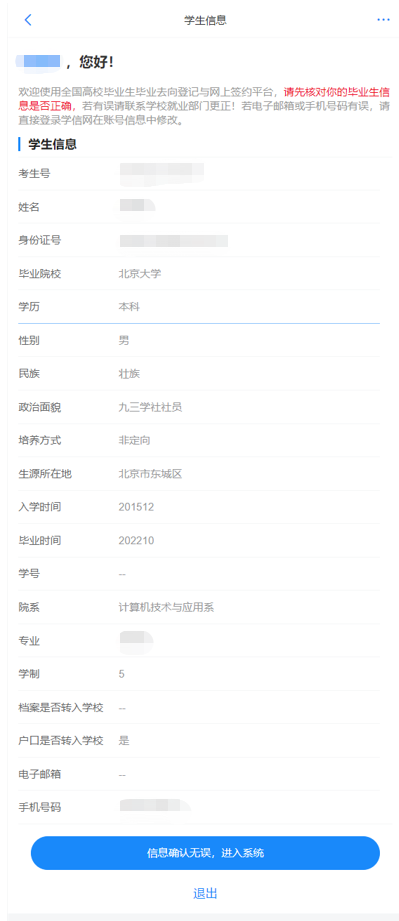 学生信息
，您好！
欢迎使用全国高校毕业生毕业去向登记与网上签约平台，请先核对你的毕业生信
息是否正确，若有误请联系学校就业部门更正！若电子邮箱或手机号码有误，请
直接登录学信网在账号信息中修改。
学生信息
考生号
姓名
身份证号
毕业院校 北京大学
学历 本科
性别 男
民族 壮族
政治面貌 九三学社社员
培养方式 非定向
生源所在地 北京市东城区
入学时间 201512
毕业时间 202210
学号 --
院系 计算机技术与应用系
专业
学制 5
档案是否转入学校 --
户口是否转入学校 是
电子邮箱 --
手机号码
信息确认无误，进入系统
退出